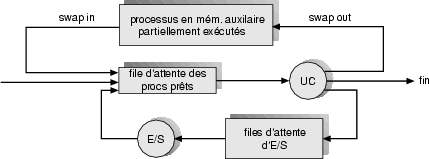 swap in
processus en mém. auxilaire
partiellement exécutés
swap out
file d'attente des
procs prêts
UC
fin
E/S
files d'attente
d'E/S